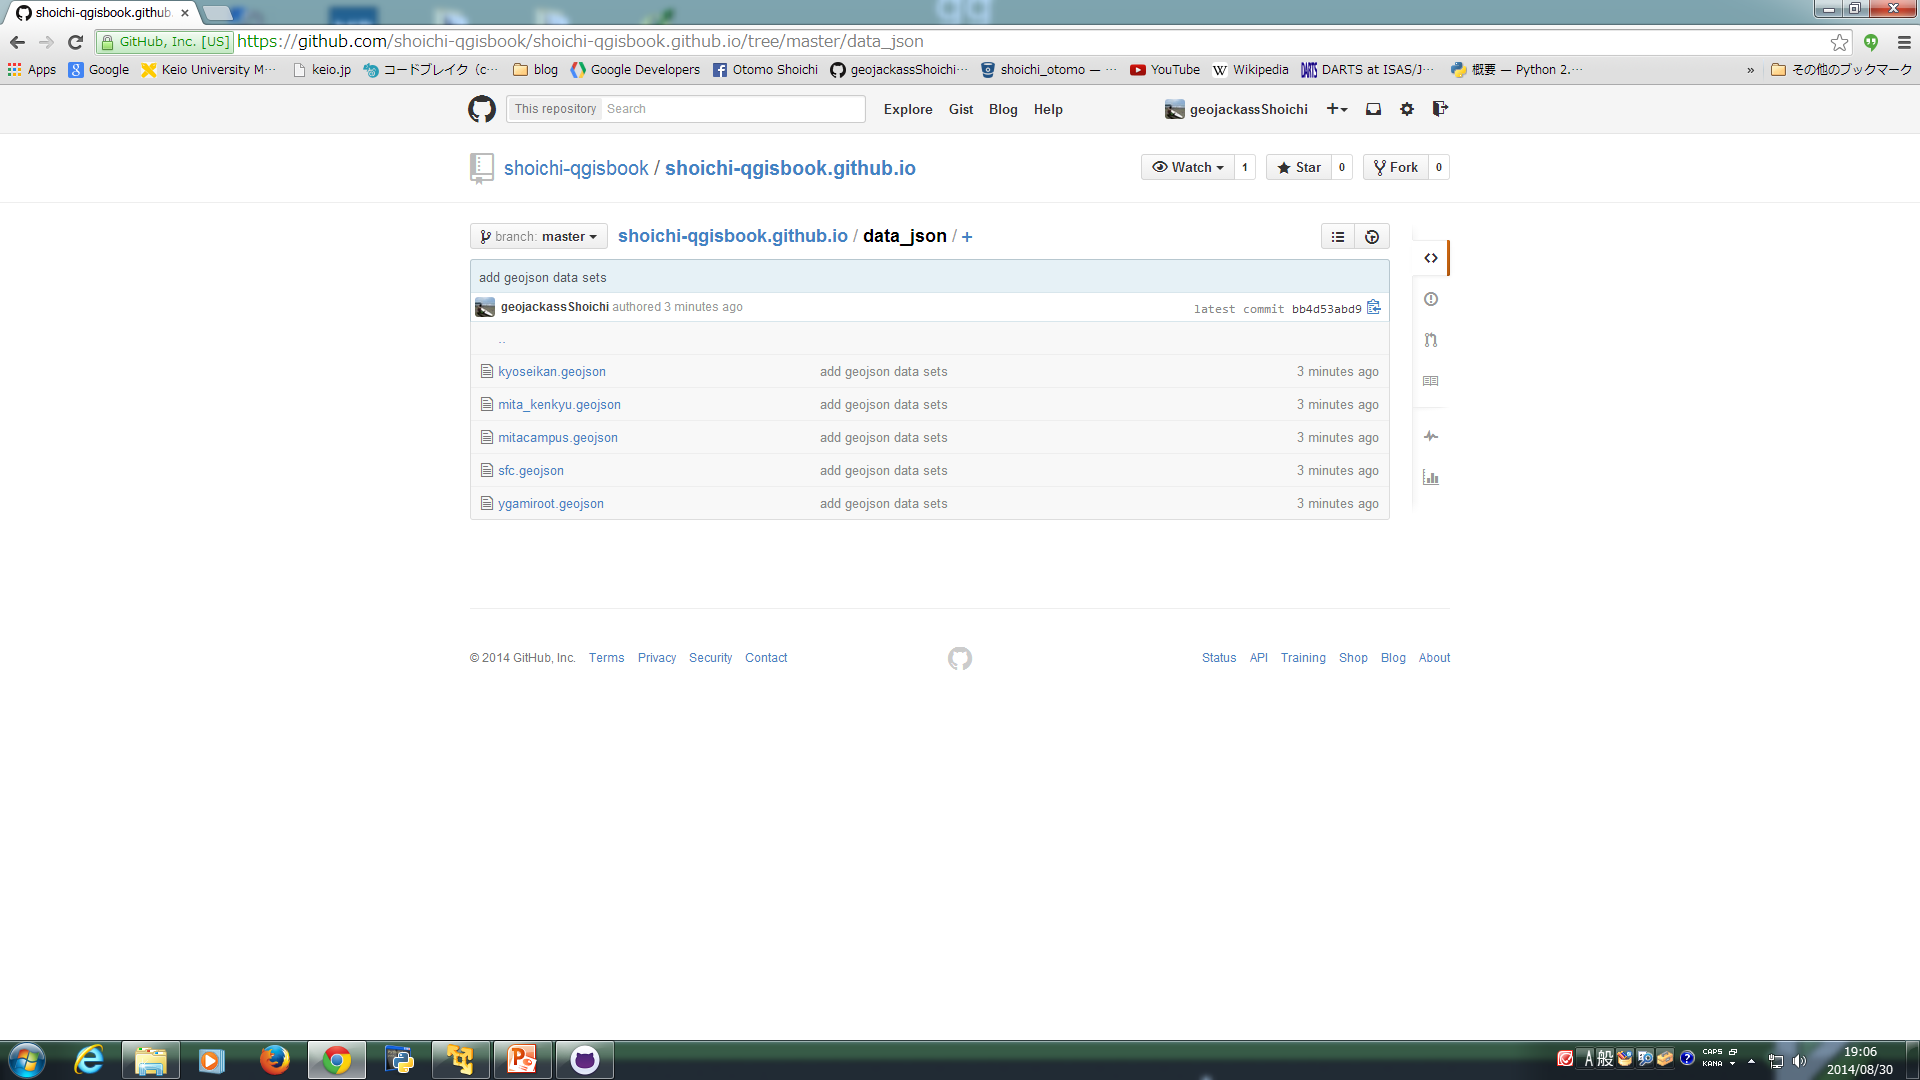 shoichi-qgisbook.github.
GitHub, Inc. [US] https://github.com/shoichi-qgisbook/shoichi-qgisbook.github.io/tree/master/data_json
Apps Google Keio University M… keio.jp コードブレイク（c… blog Google Developers Otomo Shoichi geojackassShoichi… shoichi_otomo — … YouTube W Wikipedia DARTS DARTS at ISAS/J… 概要 — Python 2.… » その他のブックマーク
This repository Search Explore Gist Blog Help geojackassShoichi
shoichi-qgisbook / shoichi-qgisbook.github.io Watch 1 Star 0 Fork 0
branch: master shoichi-qgisbook.github.io / data_json / +
add geojson data sets
geojackassShoichi authored 3 minutes ago latest commit bb4d53abd9
..
kyoseikan.geojson add geojson data sets 3 minutes ago
mita_kenkyu.geojson add geojson data sets 3 minutes ago
mitacampus.geojson add geojson data sets 3 minutes ago
sfc.geojson add geojson data sets 3 minutes ago
ygamiroot.geojson add geojson data sets 3 minutes ago
© 2014 GitHub, Inc. Terms Privacy Security Contact Status API Training Shop Blog About
A 般 CAPS KANA 19:06
2014/08/30